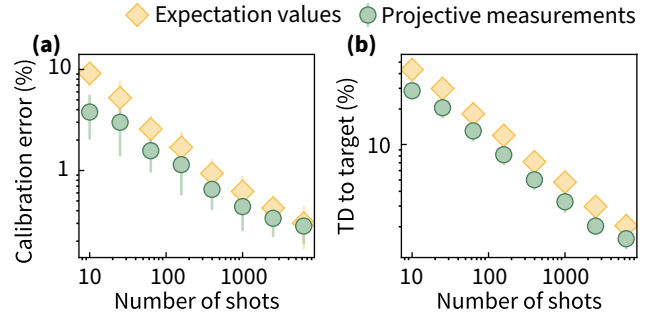 Expectation values Projective measurements
(a) (b)
Calibration error (%)
10
1
10 100 1000
Number of shots
TD to target (%)
10
10 100 1000
Number of shots